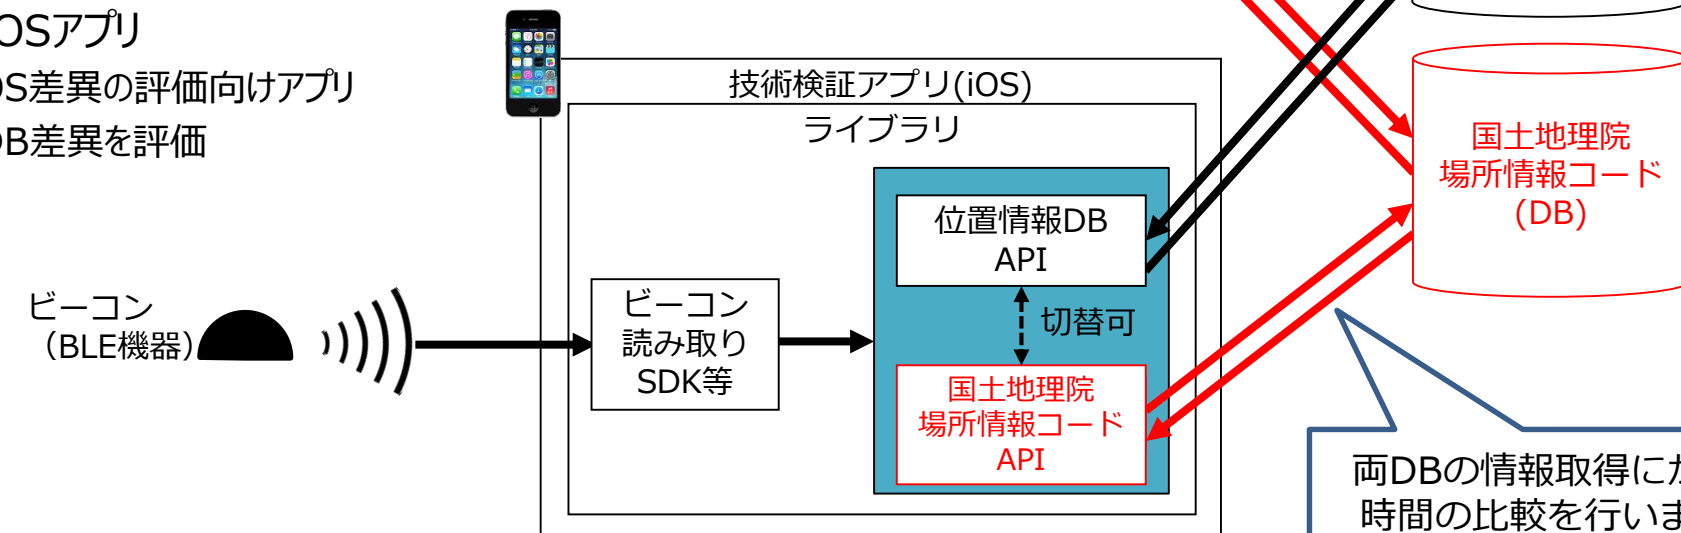 OSアプリ
OS差異の評価向けアプリ
DB差異を評価
技術検証アプリ(iOS)
ライブラリ
国土地理院
場所情報コード
(DB)
位置情報DB
API
ビーコン
（BLE機器）
ビーコン
読み取り
SDK等
切替可
国土地理院
場所情報コード
API
両DBの情報取得にか
時間の比較を行いま